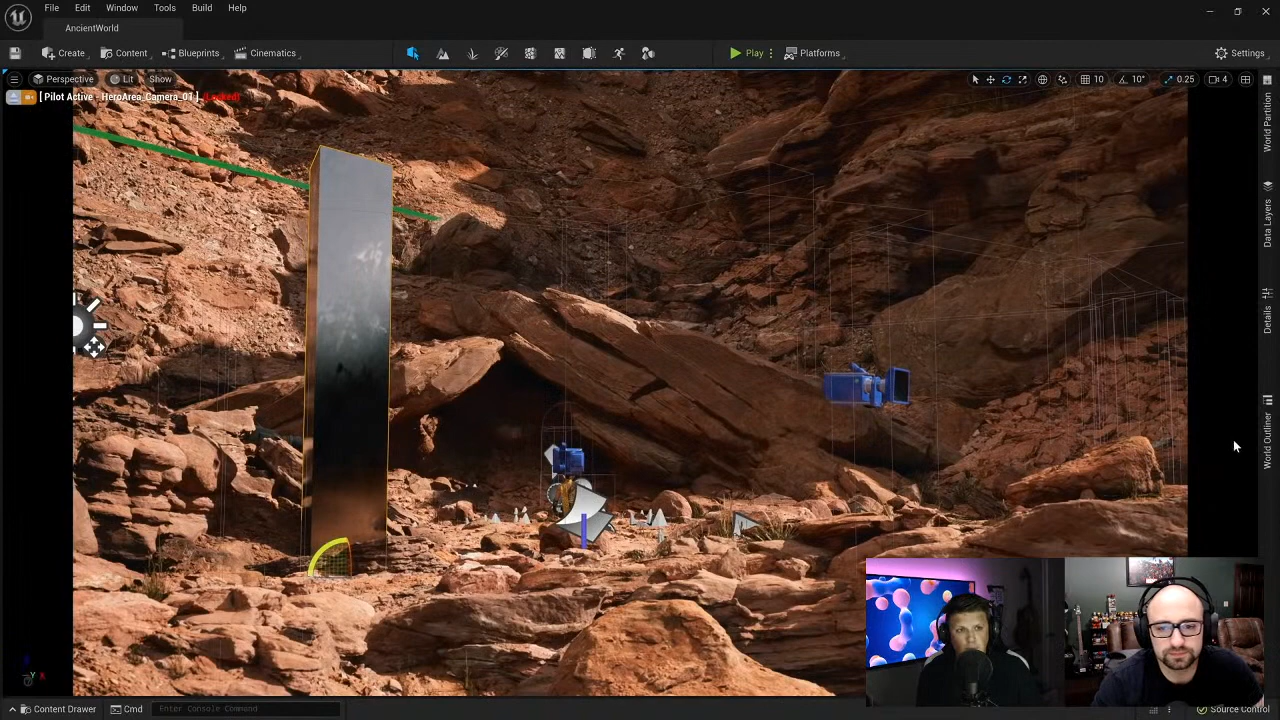 File Edit Window Tools Build Help
AncientWorld
Create Content Blueprints Cinematics Play Platforms Settings
Perspective Lit Show 10 10° 0.25 4
[ Pilot Active - HeroArea_Camera_01 ] (Locked)
World Partition
Data Layers
Details
World Outliner
Content Drawer Cmd Enter Console Command Source Control